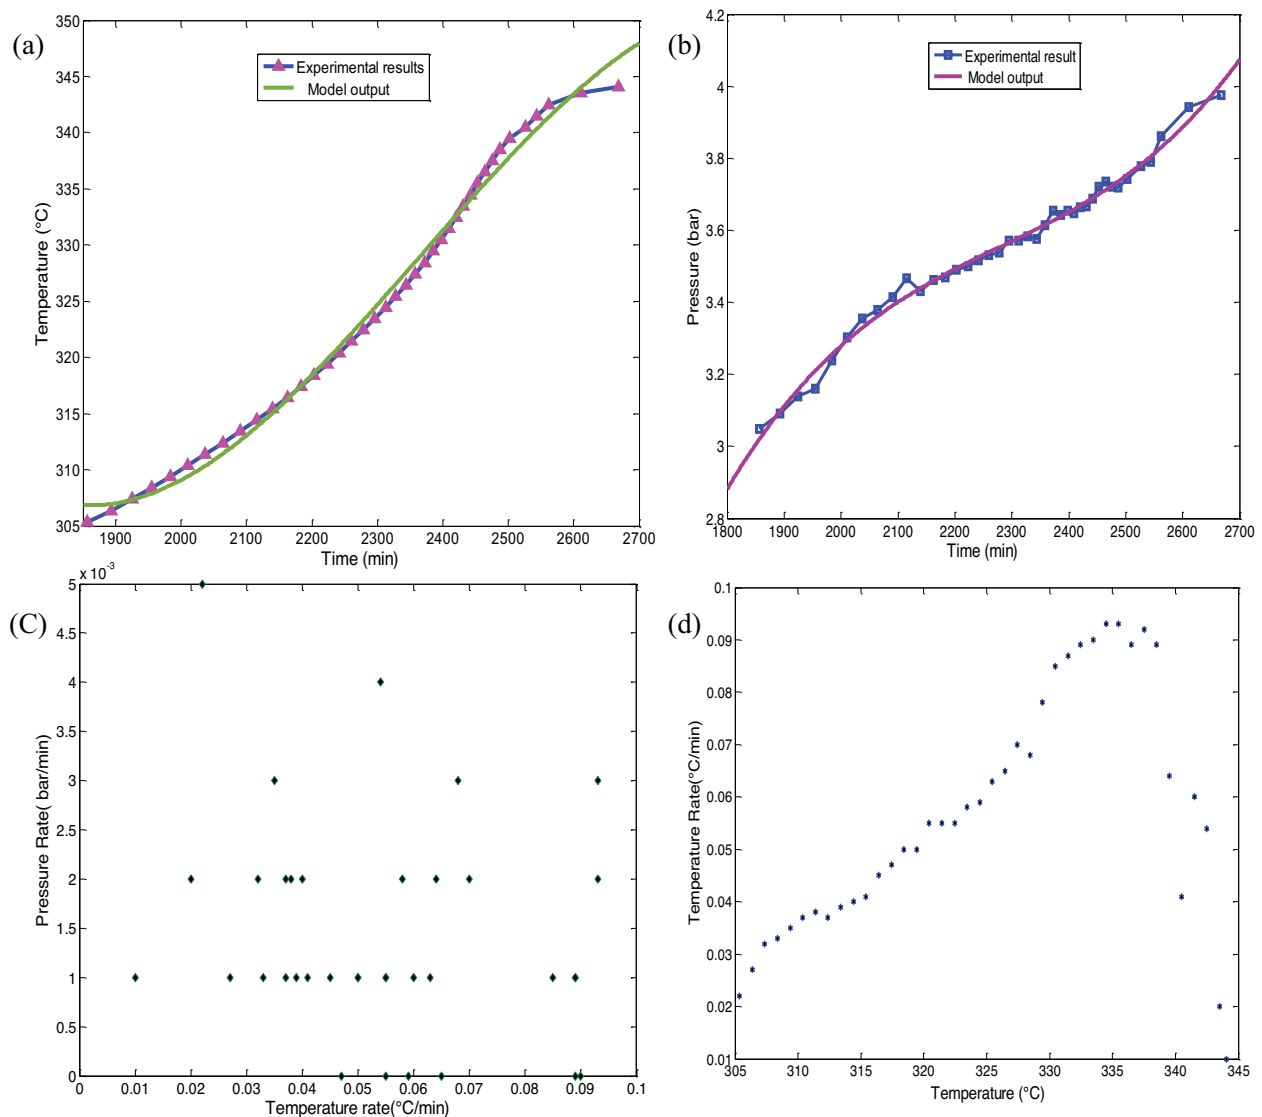 (a)
350
345
340
335
330
325
320
315
310
305
Temperature (°C)
Experimental results
Model output
1900 2000 2100 2200 2300 2400 2500 2600 2700
Time (min)
(b)
4.2
4
3.8
3.6
3.4
3.2
3
2.8
Pressure (bar)
Experimental result
Model output
1800 1900 2000 2100 2200 2300 2400 2500 2600 2700
Time (min)
(C)
x 10⁻³
5
4.5
4
3.5
3
2.5
2
1.5
1
0.5
0
Pressure Rate( bar/min)
0 0.01 0.02 0.03 0.04 0.05 0.06 0.07 0.08 0.09 0.1
Temperature rate(°C/min)
(d)
0.1
0.09
0.08
0.07
0.06
0.05
0.04
0.03
0.02
0.01
Temperature Rate(°C/min)
305 310 315 320 325 330 335 340 345
Temperature (°C)